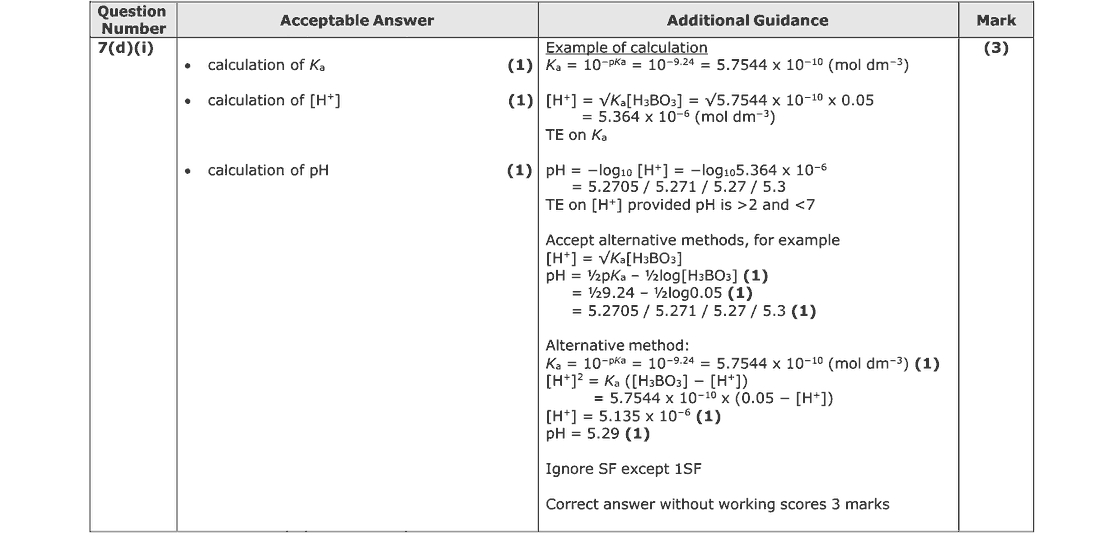 Question Number
Acceptable Answer
Additional Guidance
Mark
7(d)(i)
• calculation of Kₐ (1)
• calculation of [H⁺] (1)
• calculation of pH (1)
Example of calculation
Kₐ = 10⁻ᵖᴷᵃ = 10⁻⁹·²⁴ = 5.7544 x 10⁻¹⁰ (mol dm⁻³)
[H⁺] = √Kₐ[H₃BO₃] = √5.7544 x 10⁻¹⁰ x 0.05
= 5.364 x 10⁻⁶ (mol dm⁻³)
TE on Kₐ
pH = −log₁₀ [H⁺] = −log₁₀5.364 x 10⁻⁶
= 5.2705 / 5.271 / 5.27 / 5.3
TE on [H⁺] provided pH is >2 and <7
Accept alternative methods, for example
[H⁺] = √Kₐ[H₃BO₃]
pH = ½pKₐ − ½log[H₃BO₃] (1)
= ½9.24 − ½log0.05 (1)
= 5.2705 / 5.271 / 5.27 / 5.3 (1)
Alternative method:
Kₐ = 10⁻ᵖᴷᵃ = 10⁻⁹·²⁴ = 5.7544 x 10⁻¹⁰ (mol dm⁻³) (1)
[H⁺]² = Kₐ ([H₃BO₃] − [H⁺])
= 5.7544 x 10⁻¹⁰ x (0.05 − [H⁺])
[H⁺] = 5.135 x 10⁻⁶ (1)
pH = 5.29 (1)
Ignore SF except 1SF
Correct answer without working scores 3 marks
(3)